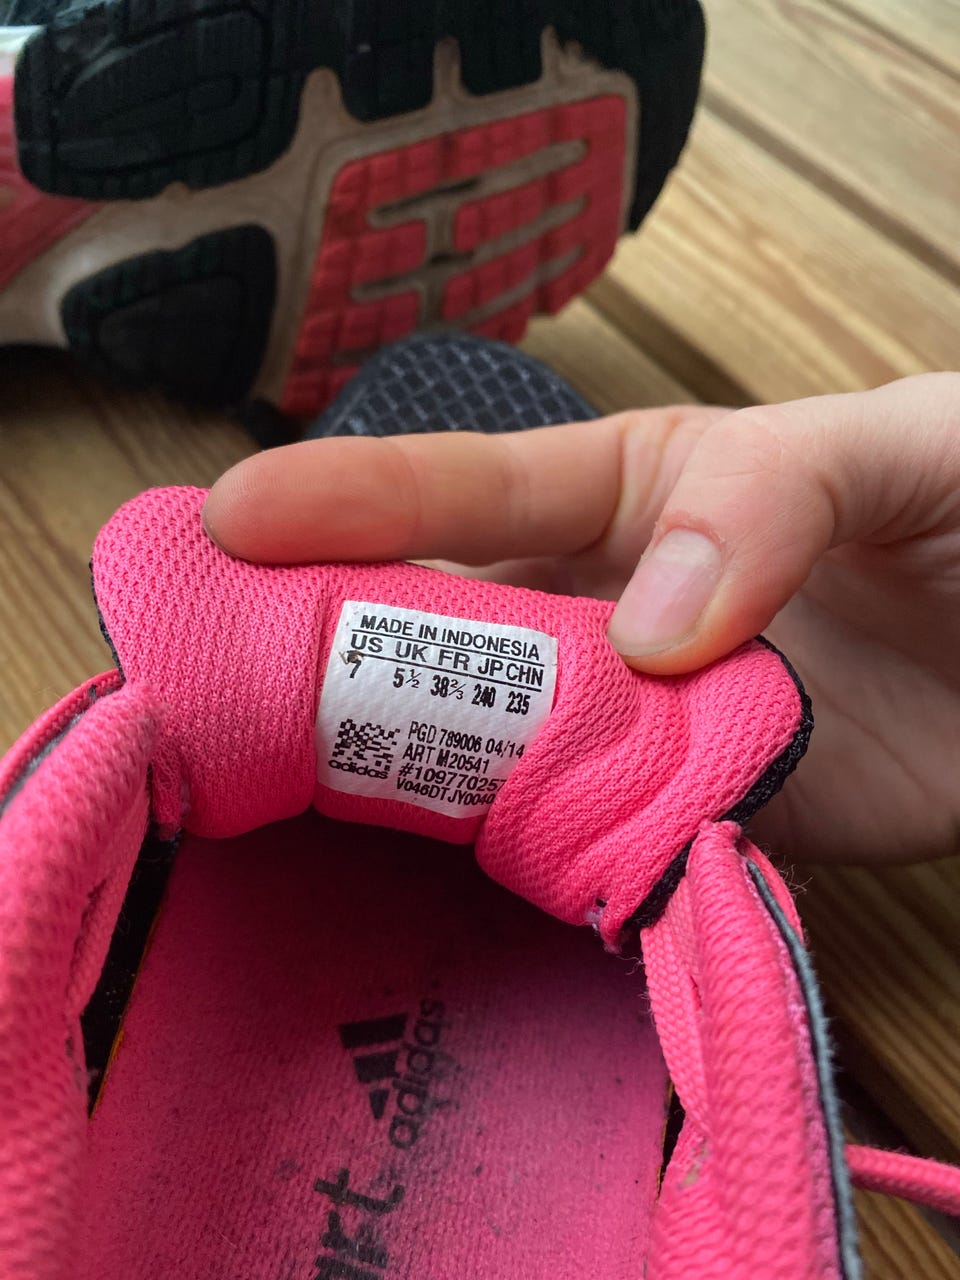 MADE IN INDONESIA
US UK FR JP CHN
7 5½ 38⅔ 240 235
PGD 789006 04/14
ART M20541
#109770257
adidas
adidas